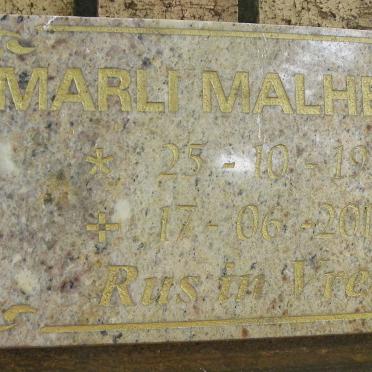 MARLI MALHE
* 25-10-19
+ 17-06-201
Rus in Vre